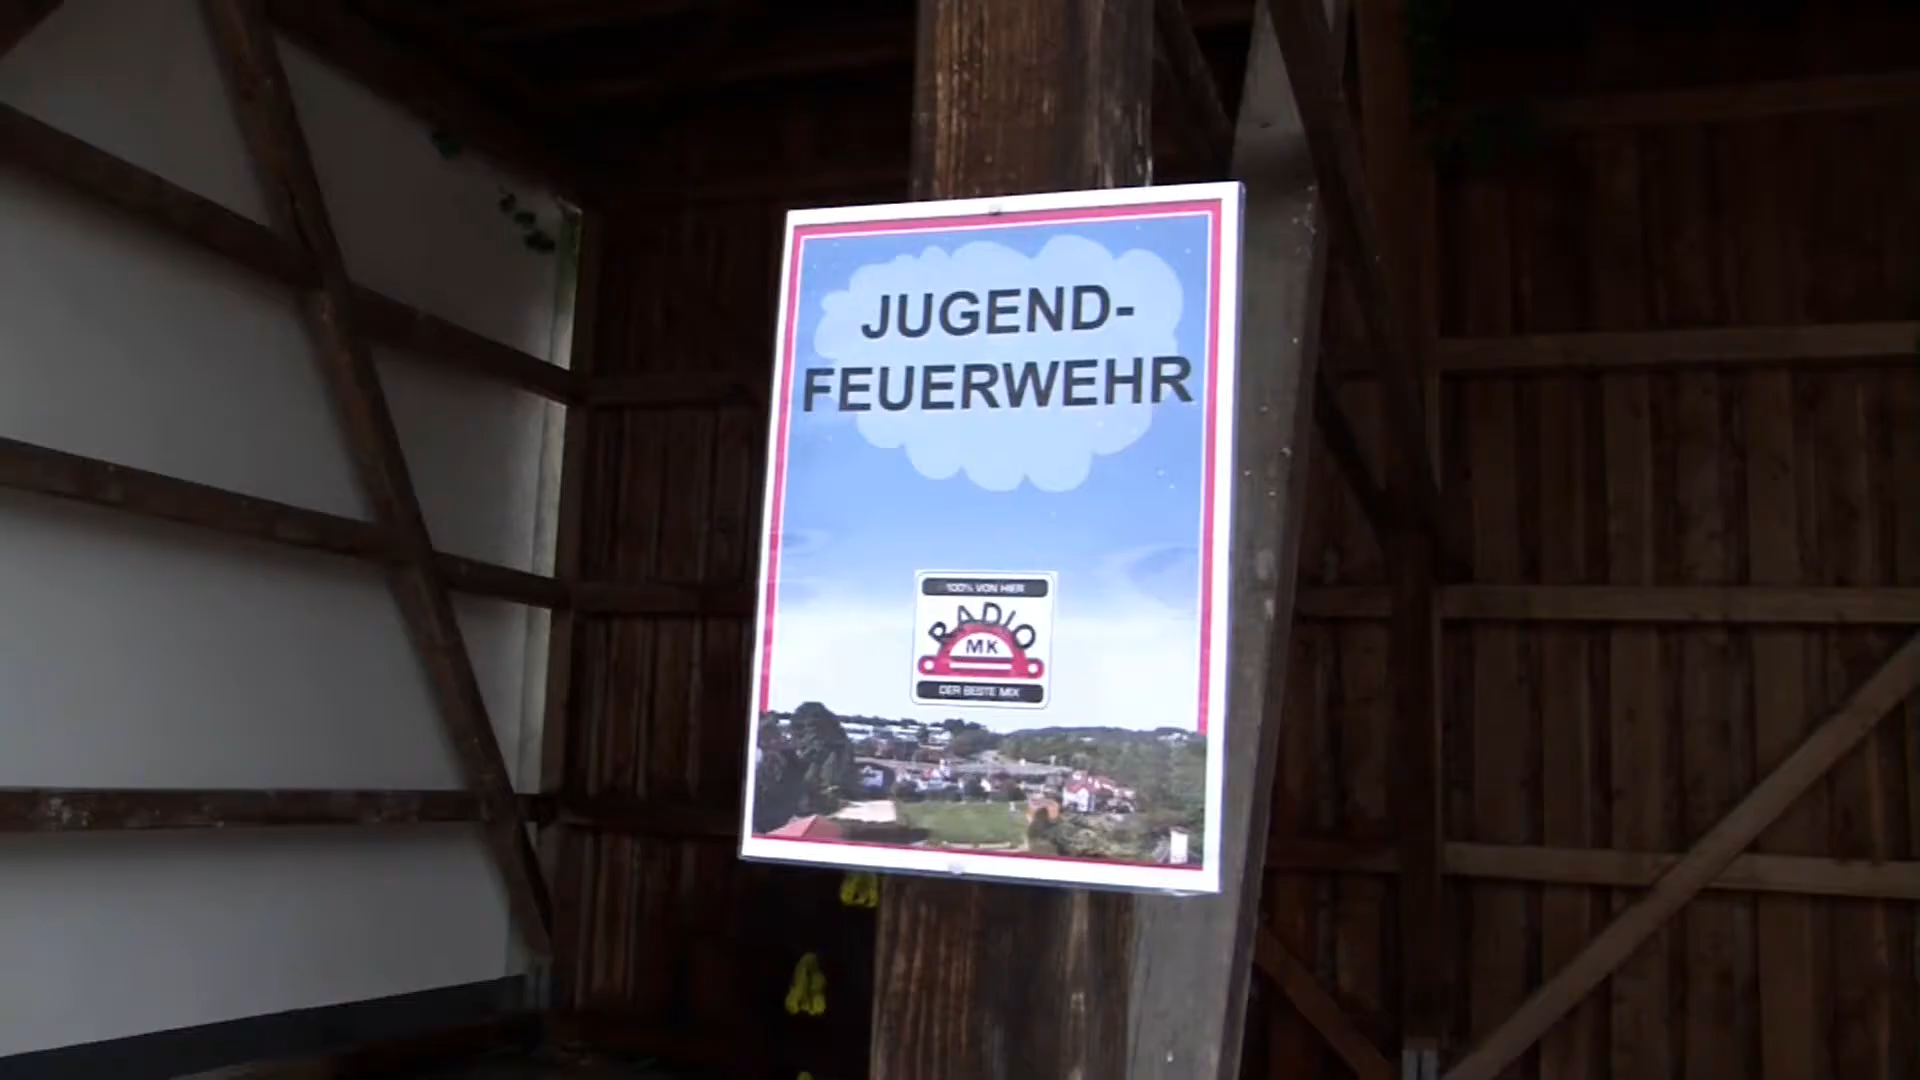 JUGEND-
FEUERWEHR
100% VON HIER
RADIO
MK
DER BESTE MIX